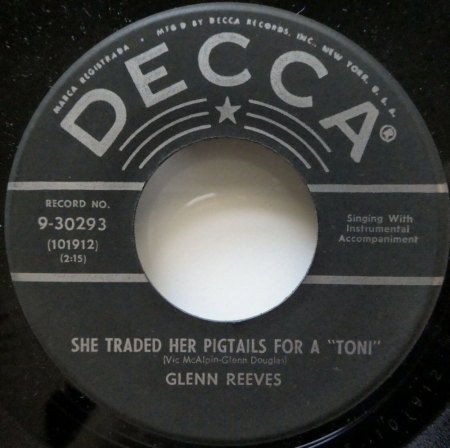 MARCA REGISTRADA • MF'G BY DECCA RECORDS, INC., NEW YORK, U.S.A.
DECCA®
RECORD NO.
9-30293
(101912)
(2:15)
Singing With
Instrumental
Accompaniment
SHE TRADED HER PIGTAILS FOR A "TONI"
(Vic McAlpin-Glenn Douglas)
GLENN REEVES